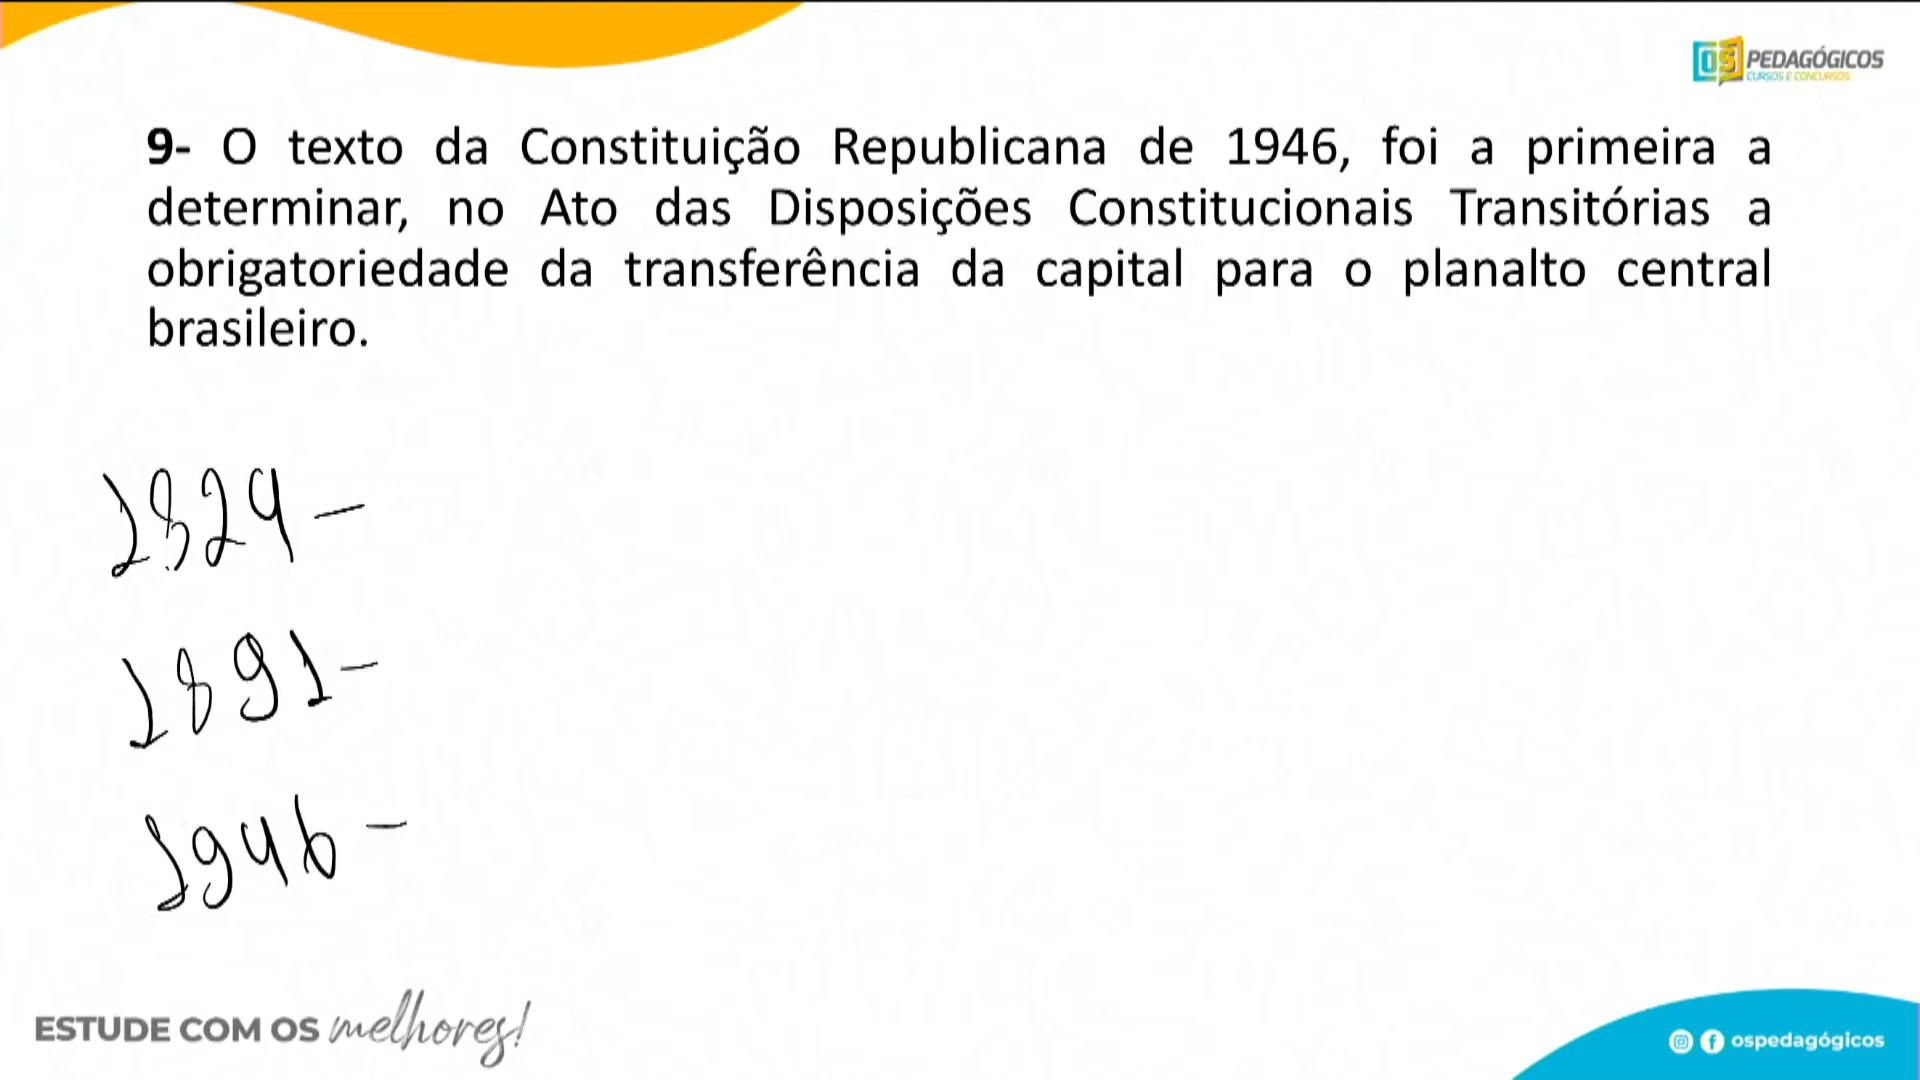 OS PEDAGÓGICOS
CURSOS E CONCURSOS
9- O texto da Constituição Republicana de 1946, foi a primeira a
determinar, no Ato das Disposições Constitucionais Transitórias a
obrigatoriedade da transferência da capital para o planalto central
brasileiro.
1824 -
1891 -
1946 -
ESTUDE COM OS melhores!
ospedagógicos